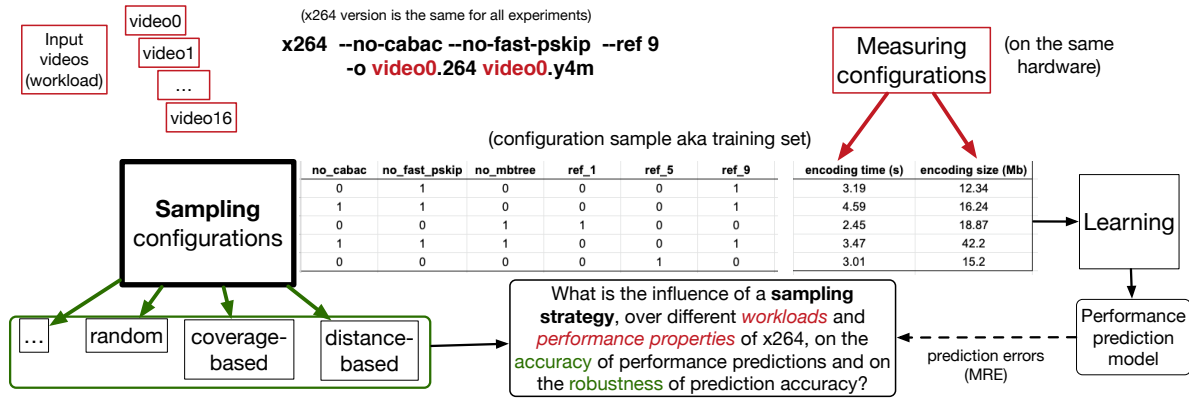 Input
videos
(workload)
video0
video1
...
video16
(x264 version is the same for all experiments)
x264 --no-cabac --no-fast-pskip --ref 9
-o video0.264 video0.y4m
Measuring
configurations
(on the same
hardware)
(configuration sample aka training set)
Sampling
configurations
no_cabac no_fast_pskip no_mbtree ref_1 ref_5 ref_9 encoding time (s) encoding size (Mb)
0 1 0 0 0 1 3.19 12.34
1 1 0 0 0 1 4.59 16.24
0 0 1 1 0 0 2.45 18.87
1 1 1 0 0 1 3.47 42.2
0 0 0 0 1 0 3.01 15.2
Learning
...
random
coverage-
based
distance-
based
What is the influence of a sampling
strategy, over different workloads and
performance properties of x264, on the
accuracy of performance predictions and on
the robustness of prediction accuracy?
prediction errors
(MRE)
Performance
prediction
model